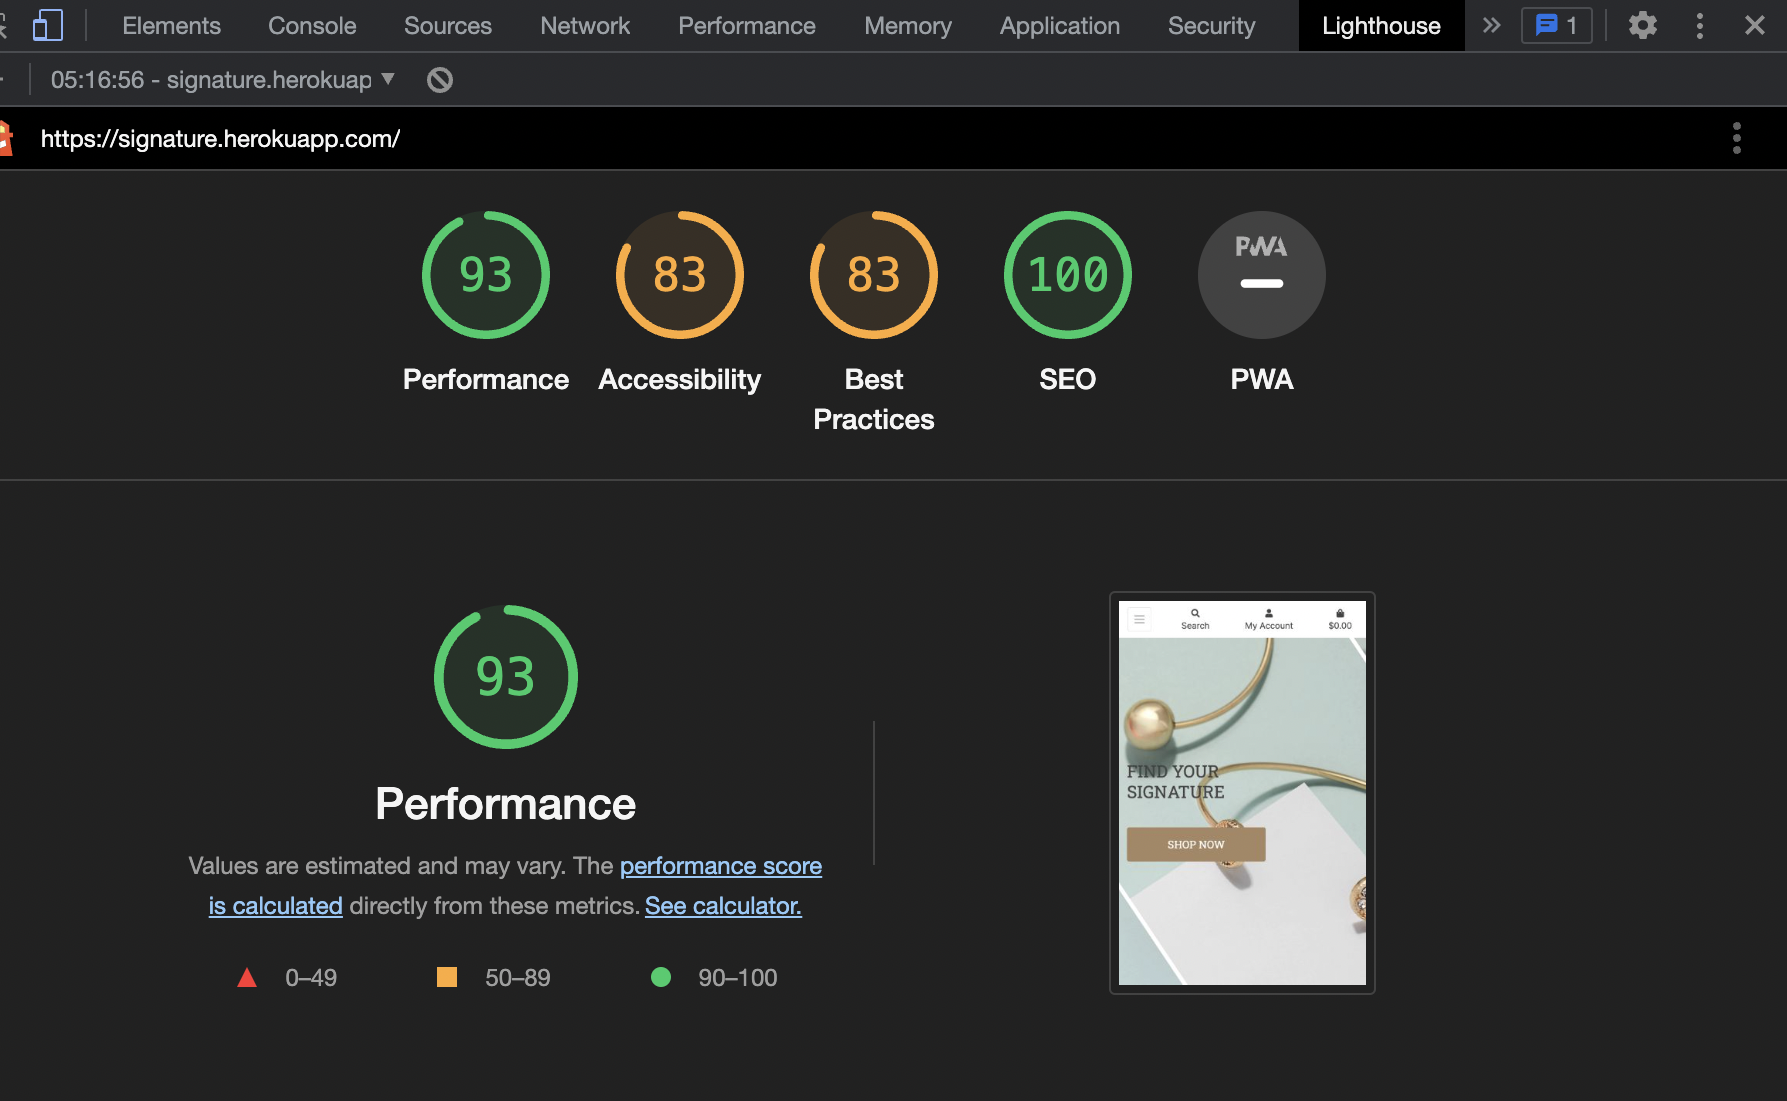 Elements Console Sources Network Performance Memory Application Security Lighthouse » 1
05:16:56 - signature.herokuap
https://signature.herokuapp.com/
93 83 83 100 PWA
Performance Accessibility Best Practices SEO PWA
93
Performance
Values are estimated and may vary. The performance score
is calculated directly from these metrics. See calculator.
0–49 50–89 90–100
Search My Account $0.00
FIND YOUR
SIGNATURE
SHOP NOW